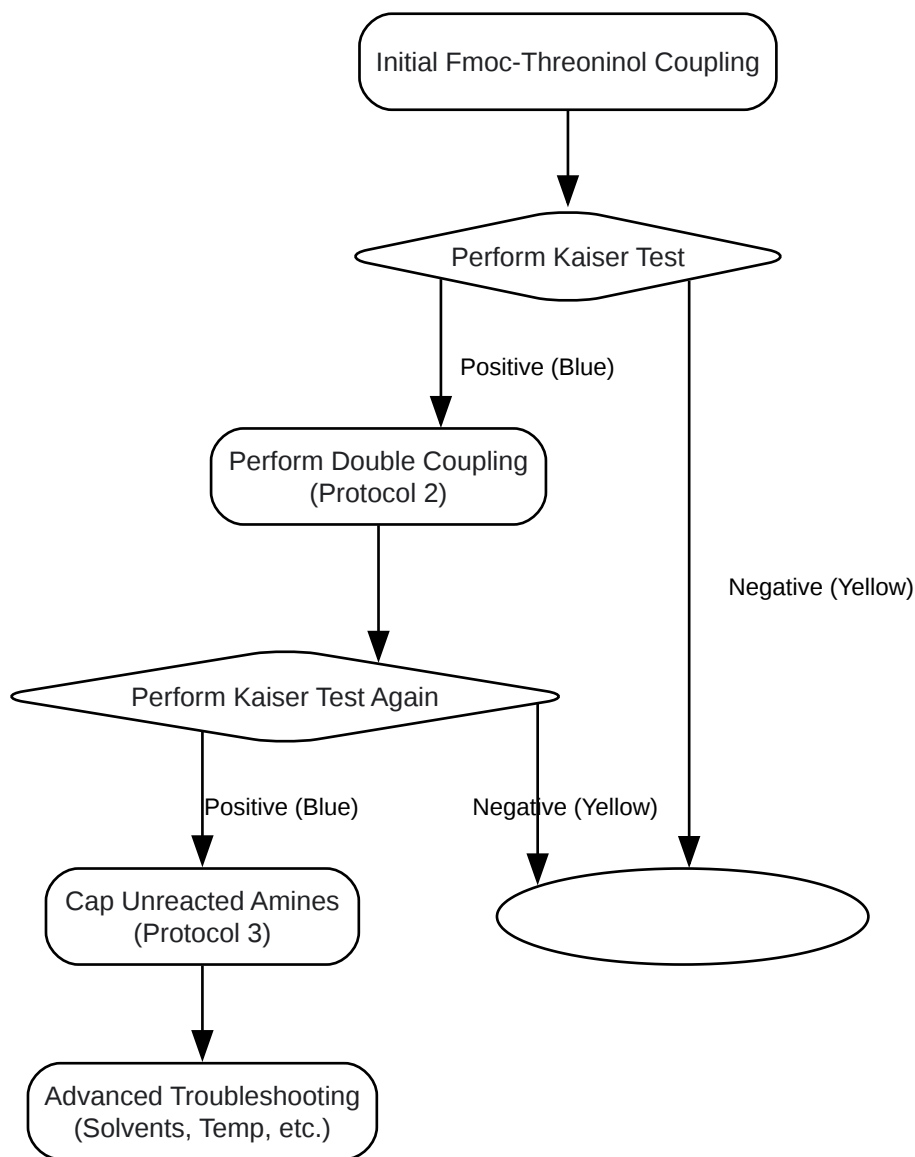 Initial Fmoc-Threoninol Coupling
Perform Kaiser Test
Positive (Blue)
Perform Double Coupling
(Protocol 2)
Negative (Yellow)
Perform Kaiser Test Again
Positive (Blue)
Negative (Yellow)
Cap Unreacted Amines
(Protocol 3)
Advanced Troubleshooting
(Solvents, Temp, etc.)